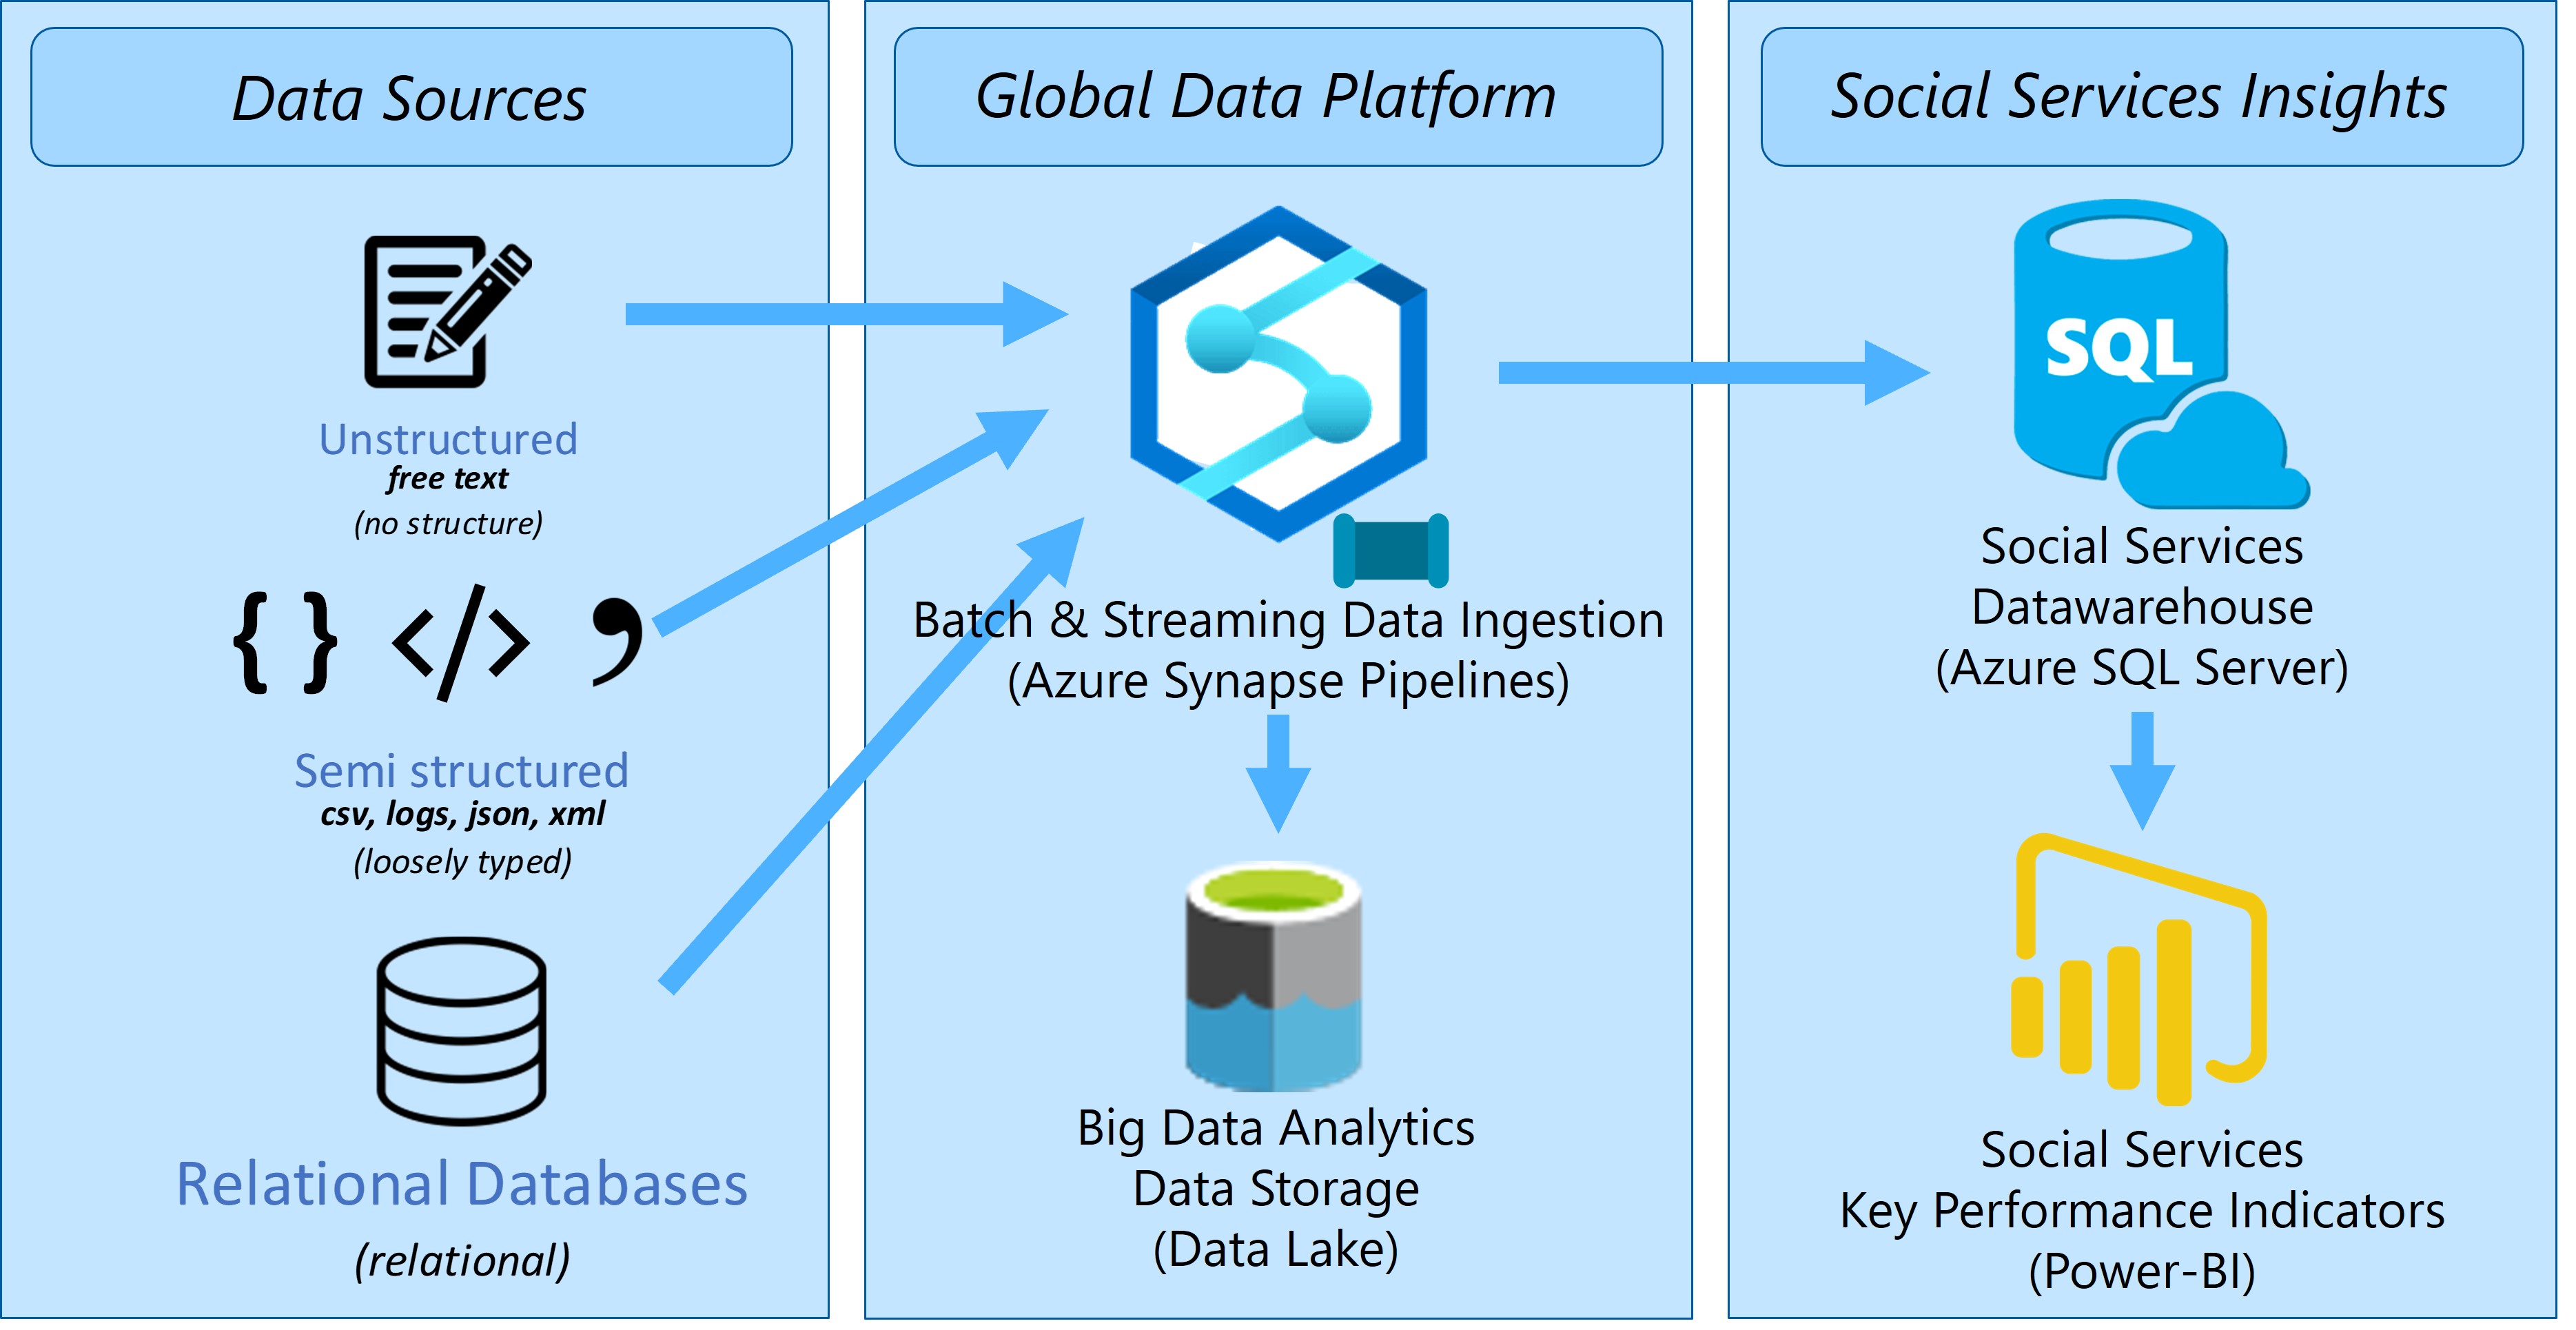 Data Sources
Unstructured
free text
(no structure)
{ } </> ,
Semi structured
csv, logs, json, xml
(loosely typed)
Relational Databases
(relational)
Global Data Platform
Batch & Streaming Data Ingestion
(Azure Synapse Pipelines)
Big Data Analytics
Data Storage
(Data Lake)
Social Services Insights
SQL
Social Services
Datawarehouse
(Azure SQL Server)
Social Services
Key Performance Indicators
(Power-BI)